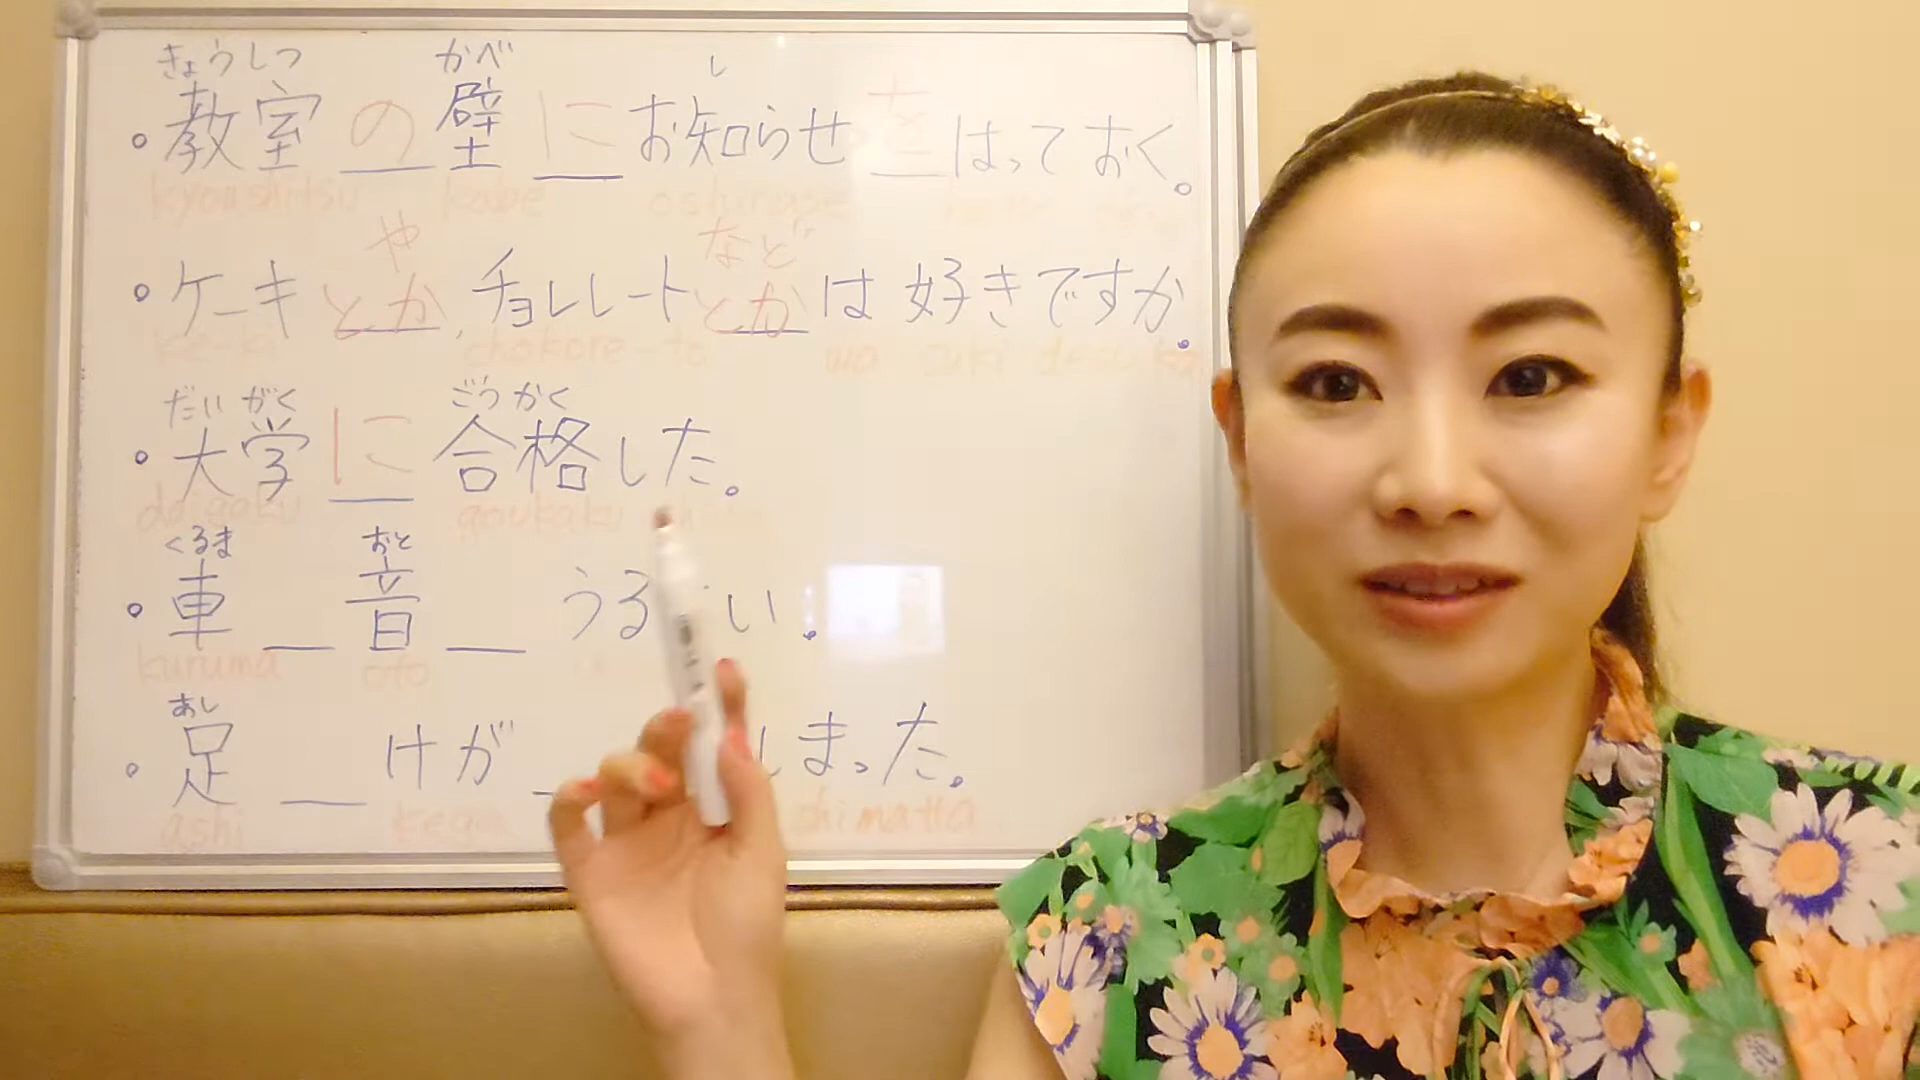 きょうしつ かべ し
。教室の壁にお知らせをはっておく。
kyoushitsu kabe oshirase
や など
。ケーキとか チョコレートとかは好きですか。
ke-ki chokore-to wa suki desuka
だいがく ごうかく
。大学に合格した。
daigaku goukaku
くるま おと
。車__音__うる い。
kuruma oto
あし
。足__けが しまった。
ashi kega shimatta